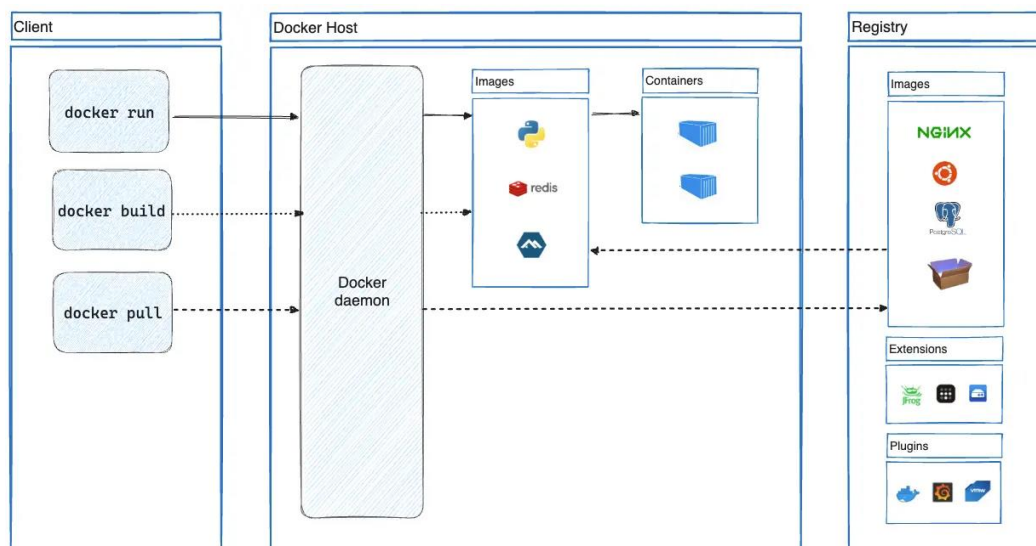 Client
docker run
docker build
docker pull
Docker Host
Docker
daemon
Images
redis
Containers
Registry
Images
NGINX
PostgreSQL
Extensions
JFrog
Plugins
vmw